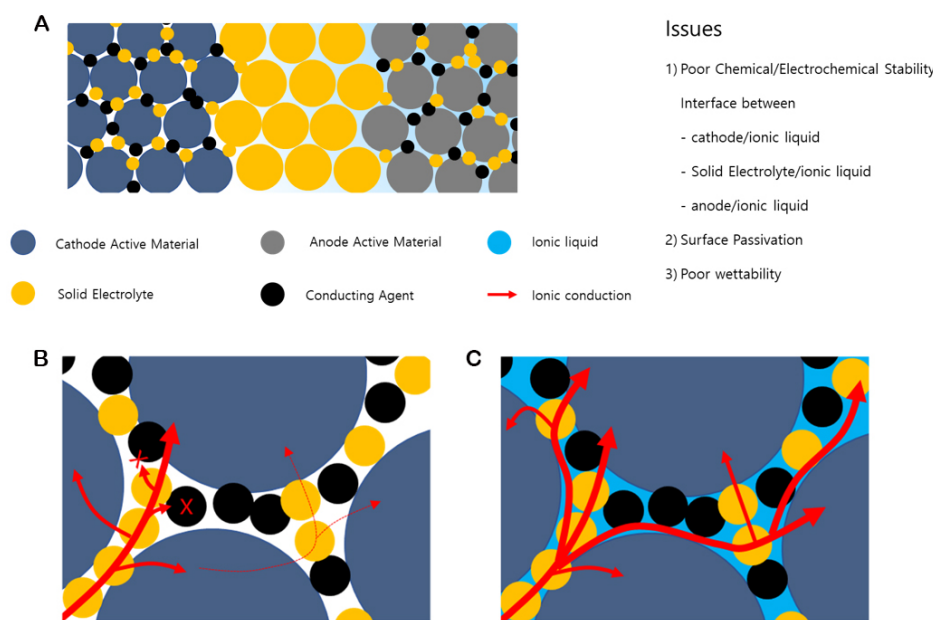 A
Issues
1) Poor Chemical/Electrochemical Stability
Interface between
- cathode/ionic liquid
- Solid Electrolyte/ionic liquid
- anode/ionic liquid
2) Surface Passivation
3) Poor wettability
Cathode Active Material
Anode Active Material
Ionic liquid
Solid Electrolyte
Conducting Agent
Ionic conduction
B
C
X
X